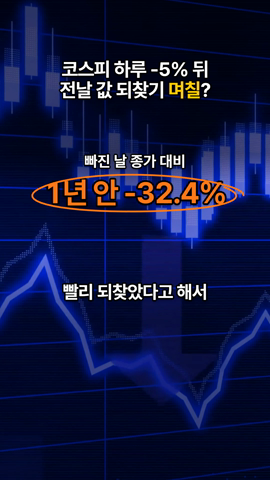 코스피 하루 -5% 뒤
전날 값 되찾기 며칠?
빠진 날 종가 대비
1년 안 -32.4%
빨리 되찾았다고 해서